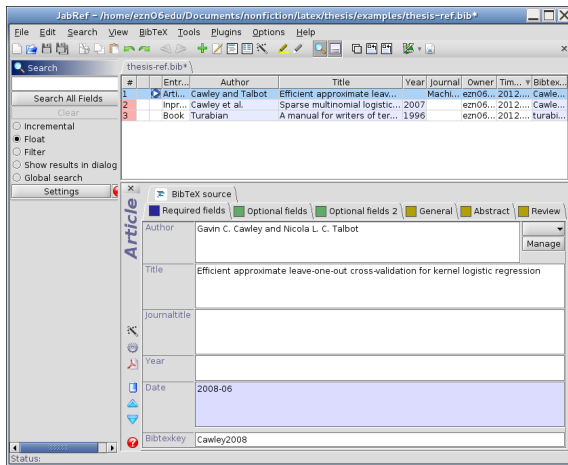 JabRef – /home/ezn06edu/Documents/nonfiction/latex/thesis/examples/thesis-ref.bib*
File Edit Search View BibTeX Tools Plugins Options Help
Search
thesis-ref.bib*
# Entr... Author Title Year Journal Owner Tim... Bibtex...
1 Arti... Cawley and Talbot Efficient approximate leav... Machi... ezn06... 2012.... Cawle...
2 Inpr... Cawley et al. Sparse multinomial logistic... 2007 ezn06... 2012.... Cawle...
3 Book Turabian A manual for writers of ter... 1996 ezn06... 2012.... turabi...
Search All Fields
Clear
Incremental
Float
Filter
Show results in dialog
Global search
Settings
BibTeX source
Required fields Optional fields Optional fields 2 General Abstract Review
Article
Author Gavin C. Cawley and Nicola L. C. Talbot
Manage
Title Efficient approximate leave-one-out cross-validation for kernel logistic regression
Journaltitle
Year
Date 2008-06
Bibtexkey Cawley2008
Status: